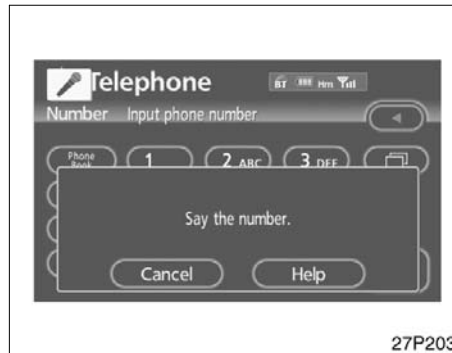 Telephone
BT Hm
Number Input phone number
Phone Book 1 2 ABC 3 DEF
Say the number.
Cancel Help
27P203